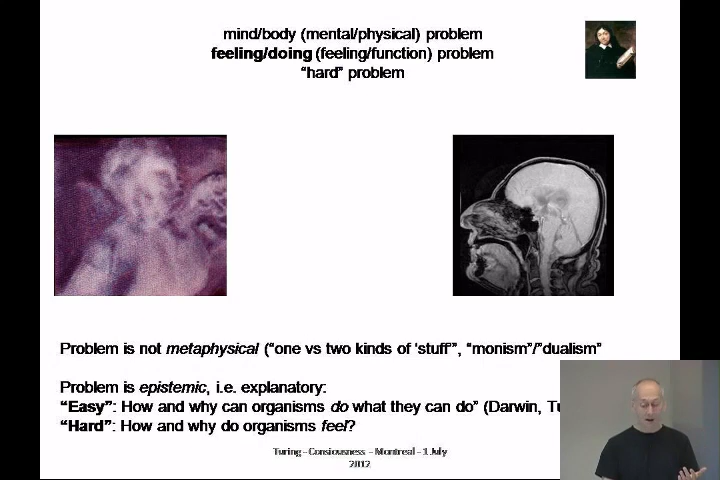 mind/body (mental/physical) problem
feeling/doing (feeling/function) problem
“hard” problem
Problem is not metaphysical (“one vs two kinds of 'stuff'”, “monism”/”dualism”
Problem is epistemic, i.e. explanatory:
“Easy”: How and why can organisms do what they can do” (Darwin,
“Hard”: How and why do organisms feel?
Turing - Consiousness - Montreal - 1 July
2012